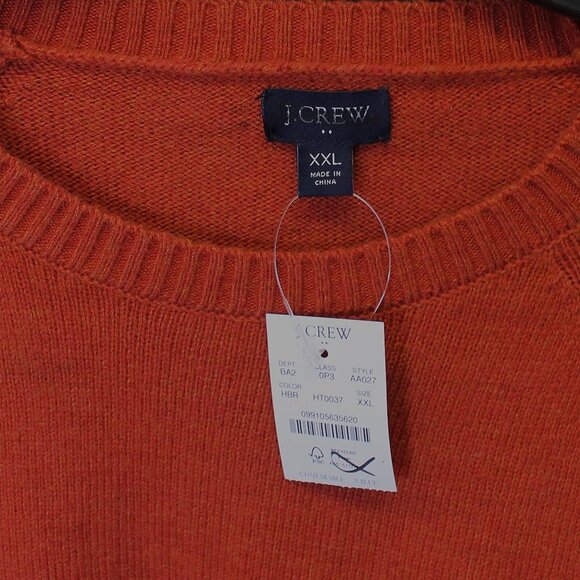 J.CREW
XXL
MADE IN
CHINA
J.CREW
DEPT CLASS STYLE
BA2 0P3 AA027
COLOR SIZE
HBR HT0037 XXL
099105635620
FSC
COMPARABLE VALUE